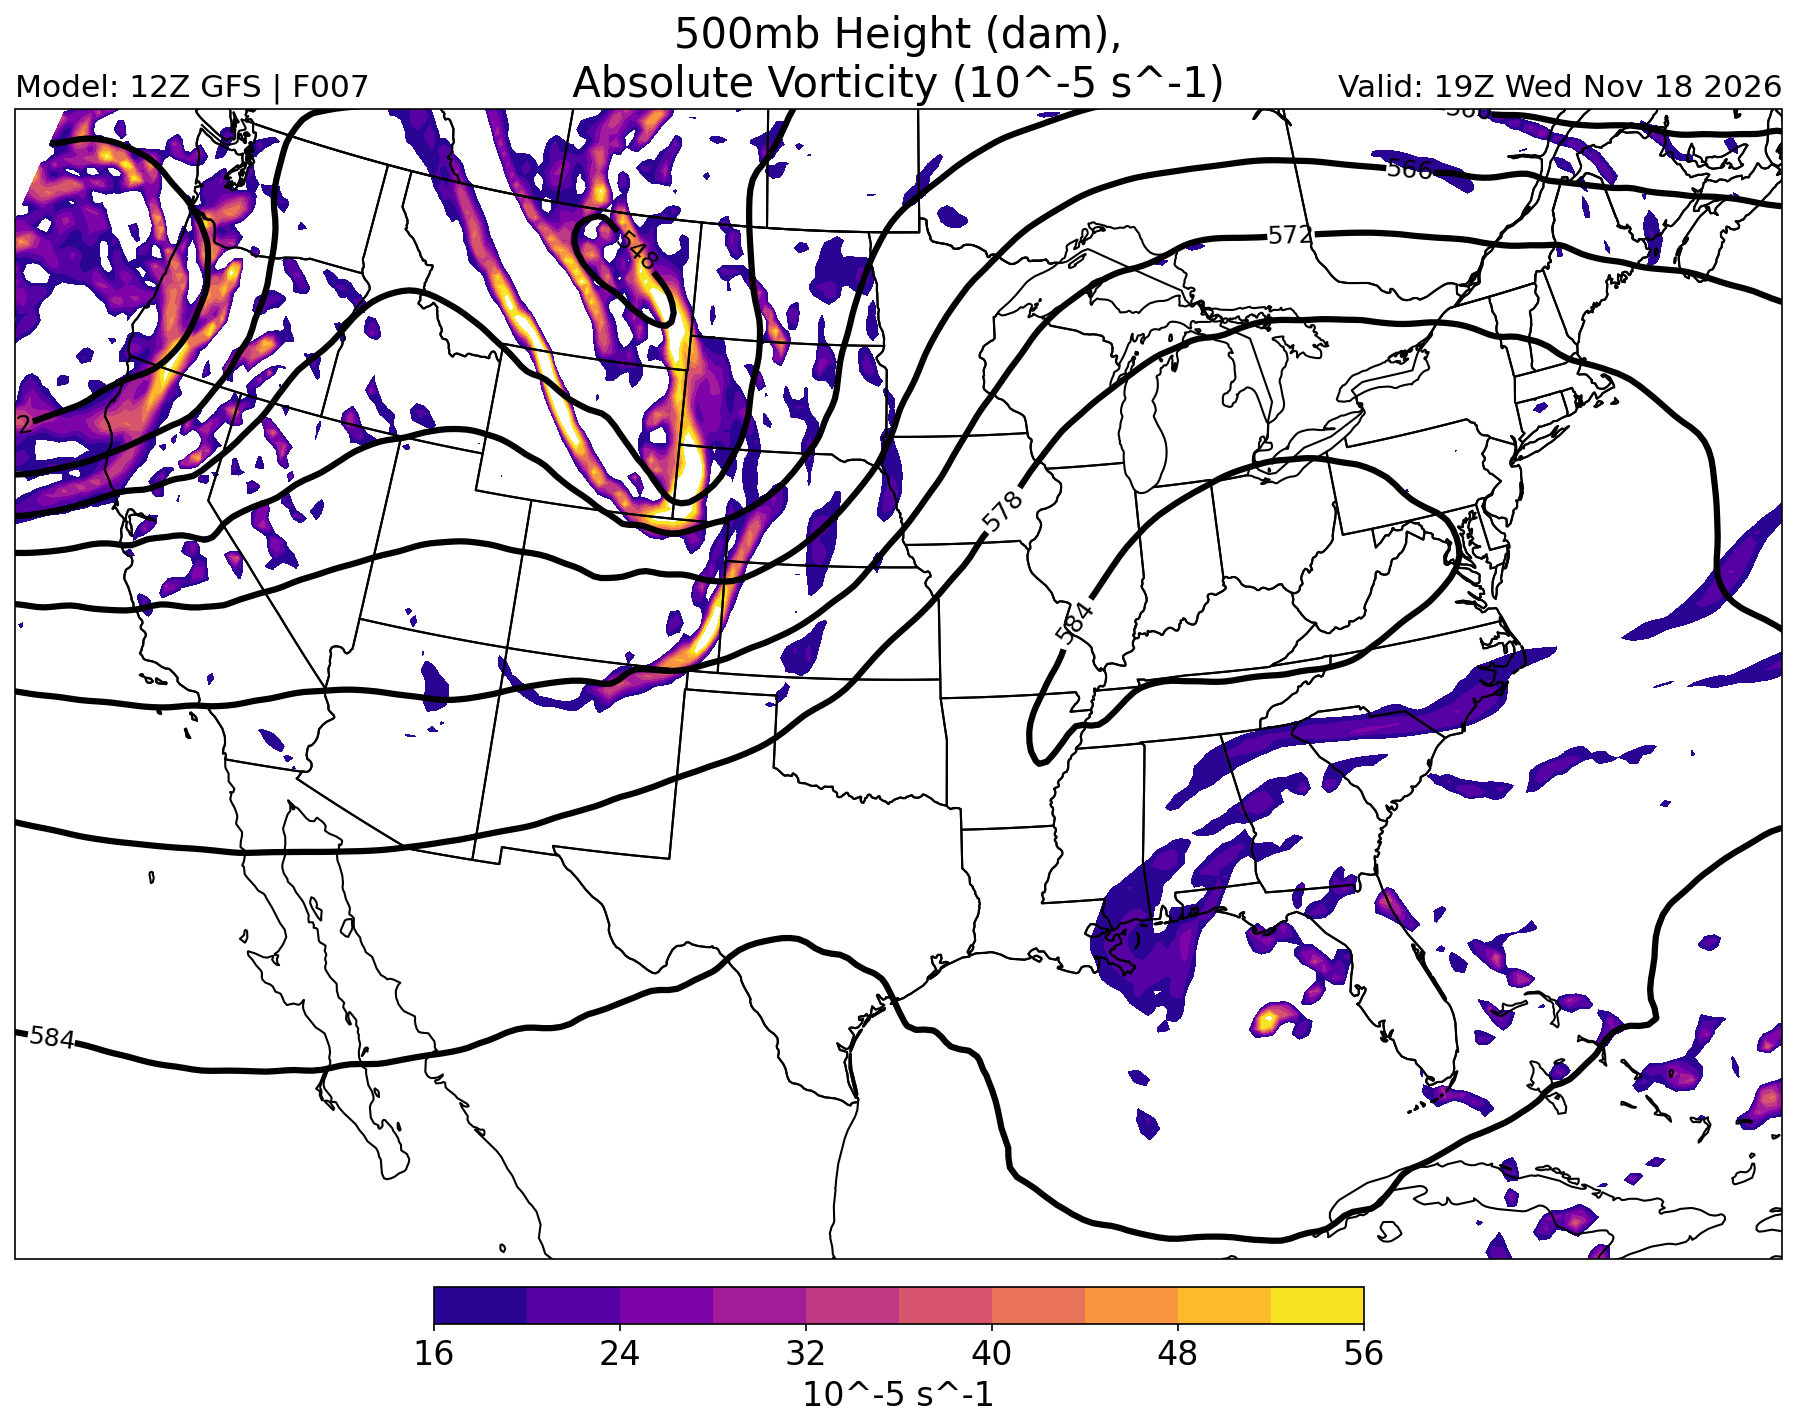 500mb Height (dam),
Model: 12Z GFS | F007
Absolute Vorticity (10^-5 s^-1)
Valid: 19Z Wed Nov 18 2026
566
572
548
2
578
584
584
16 24 32 40 48 56
10^-5 s^-1